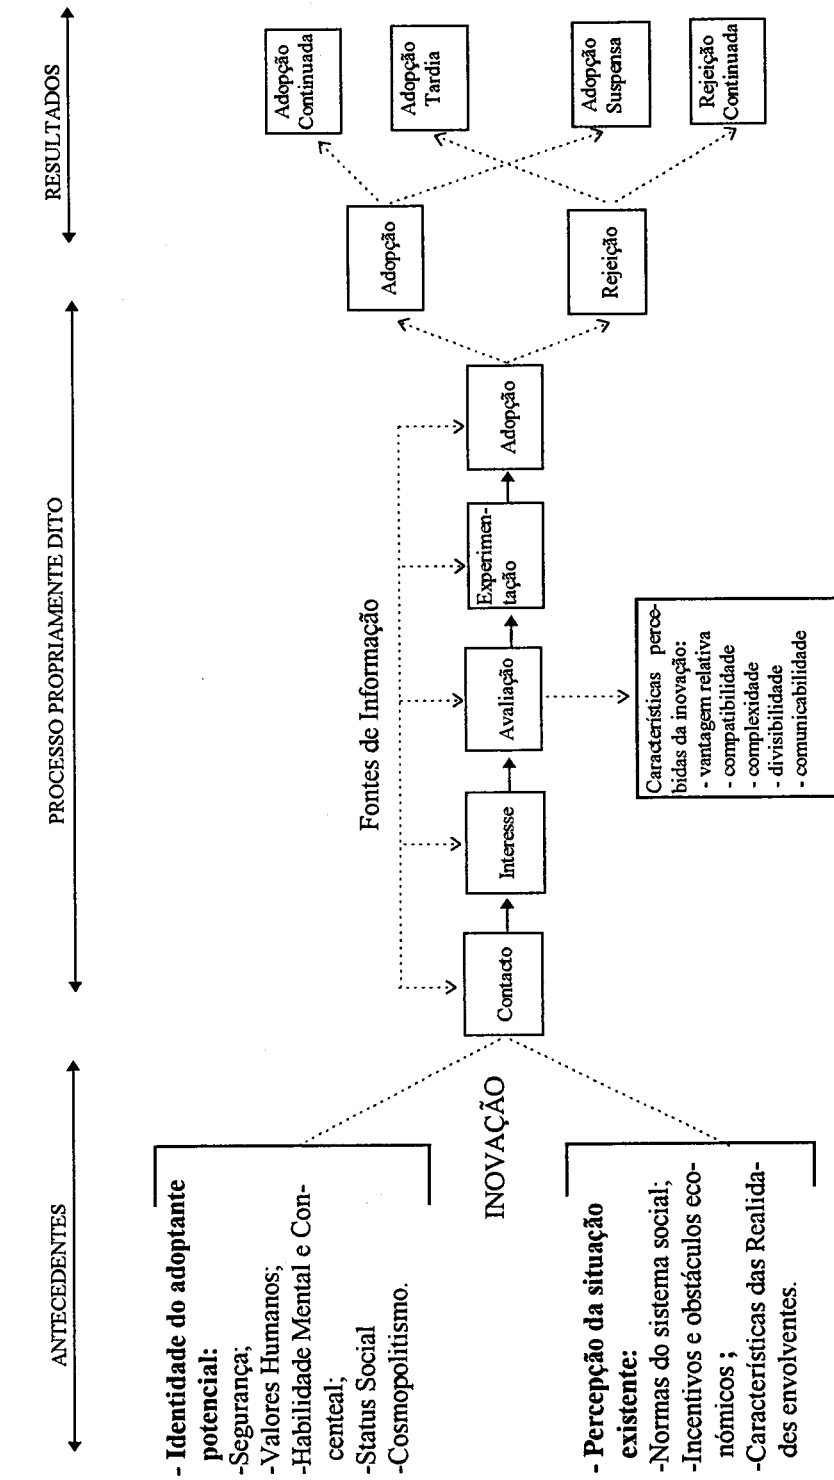 ANTECEDENTES
PROCESSO PROPRIAMENTE DITO
RESULTADOS
- Identidade do adoptante
potencial:
-Segurança;
-Valores Humanos;
-Habilidade Mental e Con-
centeal;
-Status Social
-Cosmopolitismo.
INOVAÇÃO
- Percepção da situação
existente:
-Normas do sistema social;
-Incentivos e obstáculos eco-
nómicos ;
-Características das Realida-
des envolventes.
Fontes de Informação
Contacto
Interesse
Avaliação
Experimen-
tação
Adopção
Características perce-
bidas da inovação:
- vantagem relativa
- compatibilidade
- complexidade
- divisibilidade
- comunicabilidade
Adopção
Rejeição
Adopção
Continuada
Adopção
Tardia
Adopção
Suspensa
Rejeição
Continuada